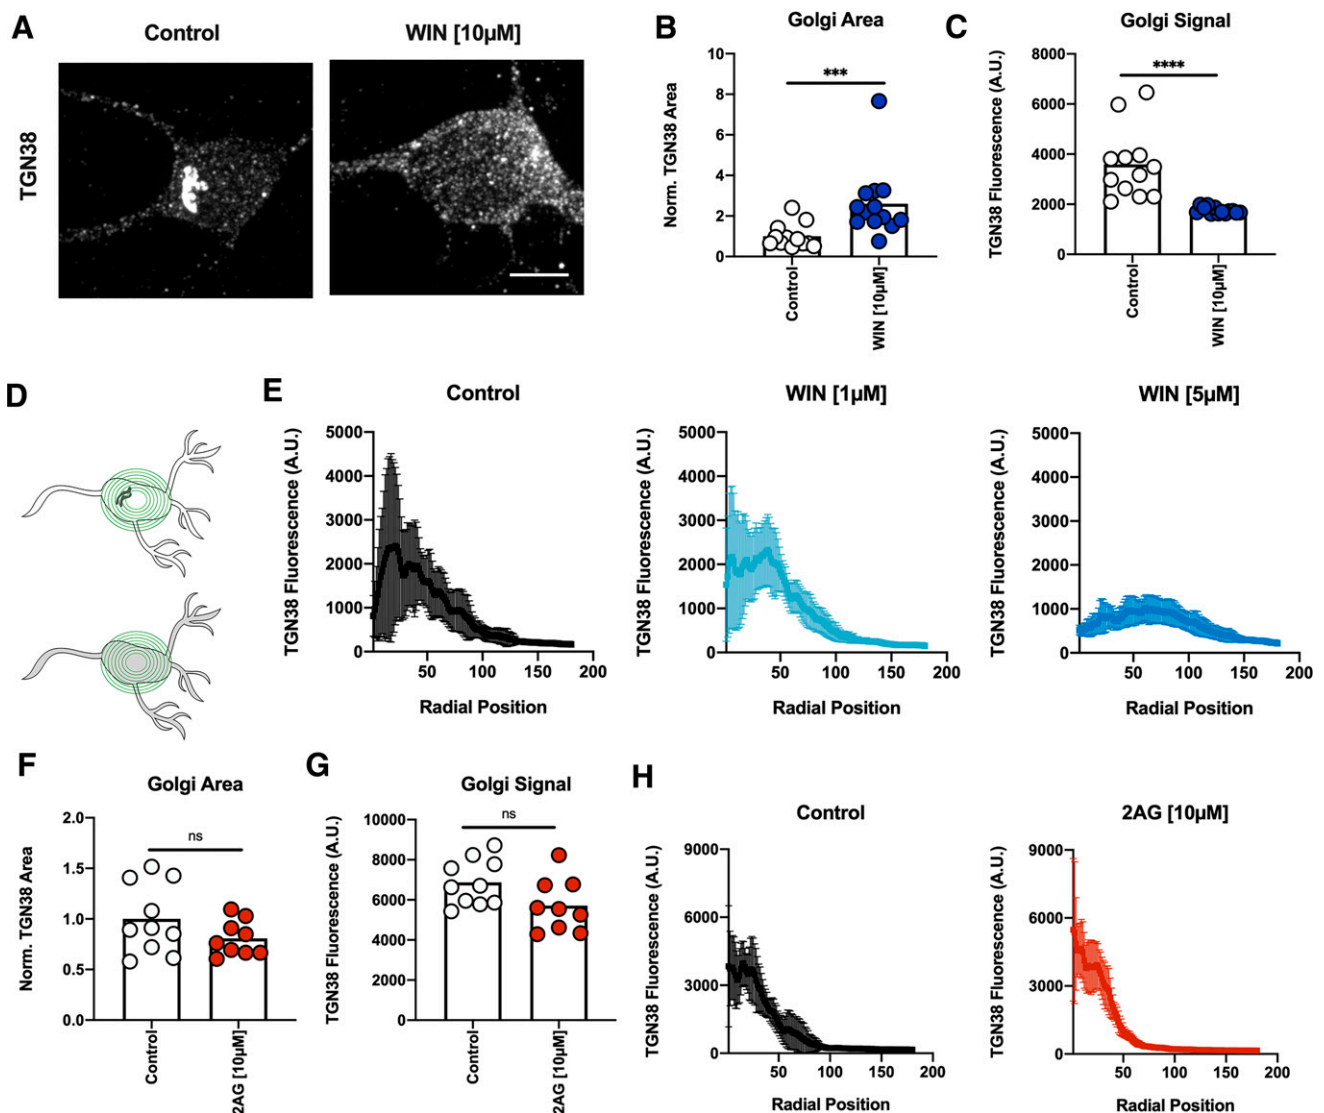 A
Control
WIN [10µM]
TGN38
B
Golgi Area
Norm. TGN38 Area
10
8
6
4
2
0
***
Control
WIN [10µM]
C
Golgi Signal
TGN38 Fluorescence (A.U.)
8000
6000
4000
2000
0
****
Control
WIN [10µM]
D
E
Control
TGN38 Fluorescence (A.U.)
5000
4000
3000
2000
1000
0
50
100
150
200
Radial Position
WIN [1µM]
TGN38 Fluorescence (A.U.)
5000
4000
3000
2000
1000
0
50
100
150
200
Radial Position
WIN [5µM]
TGN38 Fluorescence (A.U.)
5000
4000
3000
2000
1000
0
50
100
150
200
Radial Position
F
Golgi Area
Norm. TGN38 Area
2.0
1.5
1.0
0.5
0.0
ns
Control
2AG [10µM]
G
Golgi Signal
TGN38 Fluorescence (A.U.)
10000
8000
6000
4000
2000
0
ns
Control
2AG [10µM]
H
Control
TGN38 Fluorescence (A.U.)
9000
6000
3000
0
50
100
150
200
Radial Position
2AG [10µM]
TGN38 Fluorescence (A.U.)
9000
6000
3000
0
50
100
150
200
Radial Position